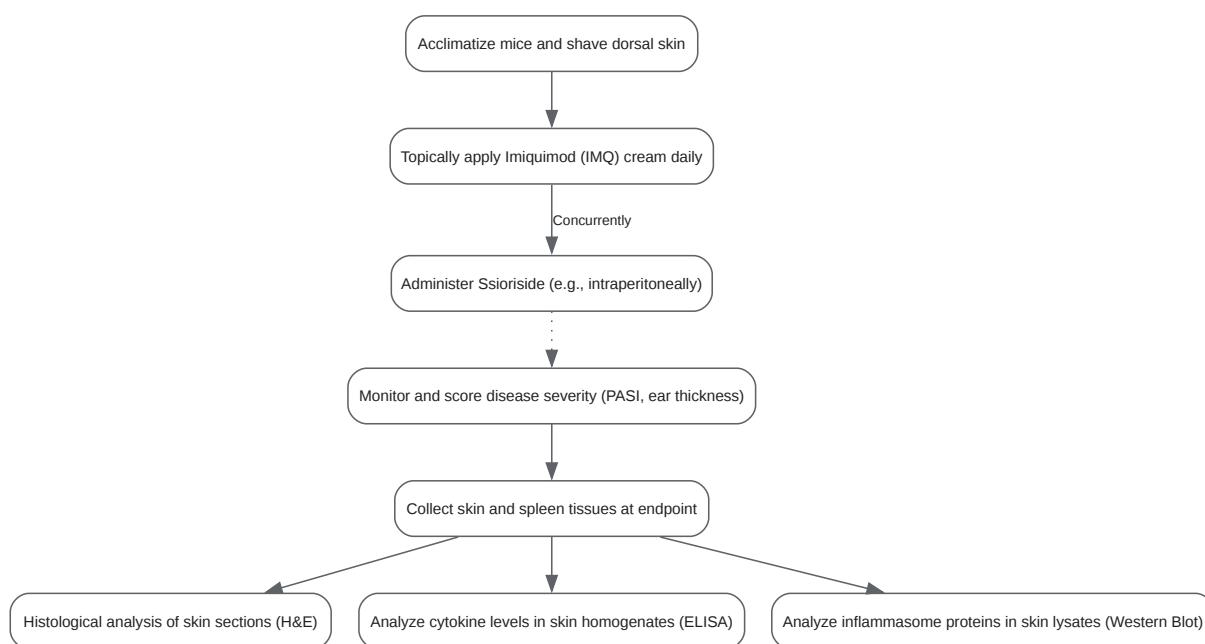 Acclimatize mice and shave dorsal skin
Topically apply Imiquimod (IMQ) cream daily
Concurrently
Administer Ssioriside (e.g., intraperitoneally)
Monitor and score disease severity (PASI, ear thickness)
Collect skin and spleen tissues at endpoint
Histological analysis of skin sections (H&E)
Analyze cytokine levels in skin homogenates (ELISA)
Analyze inflammasome proteins in skin lysates (Western Blot)